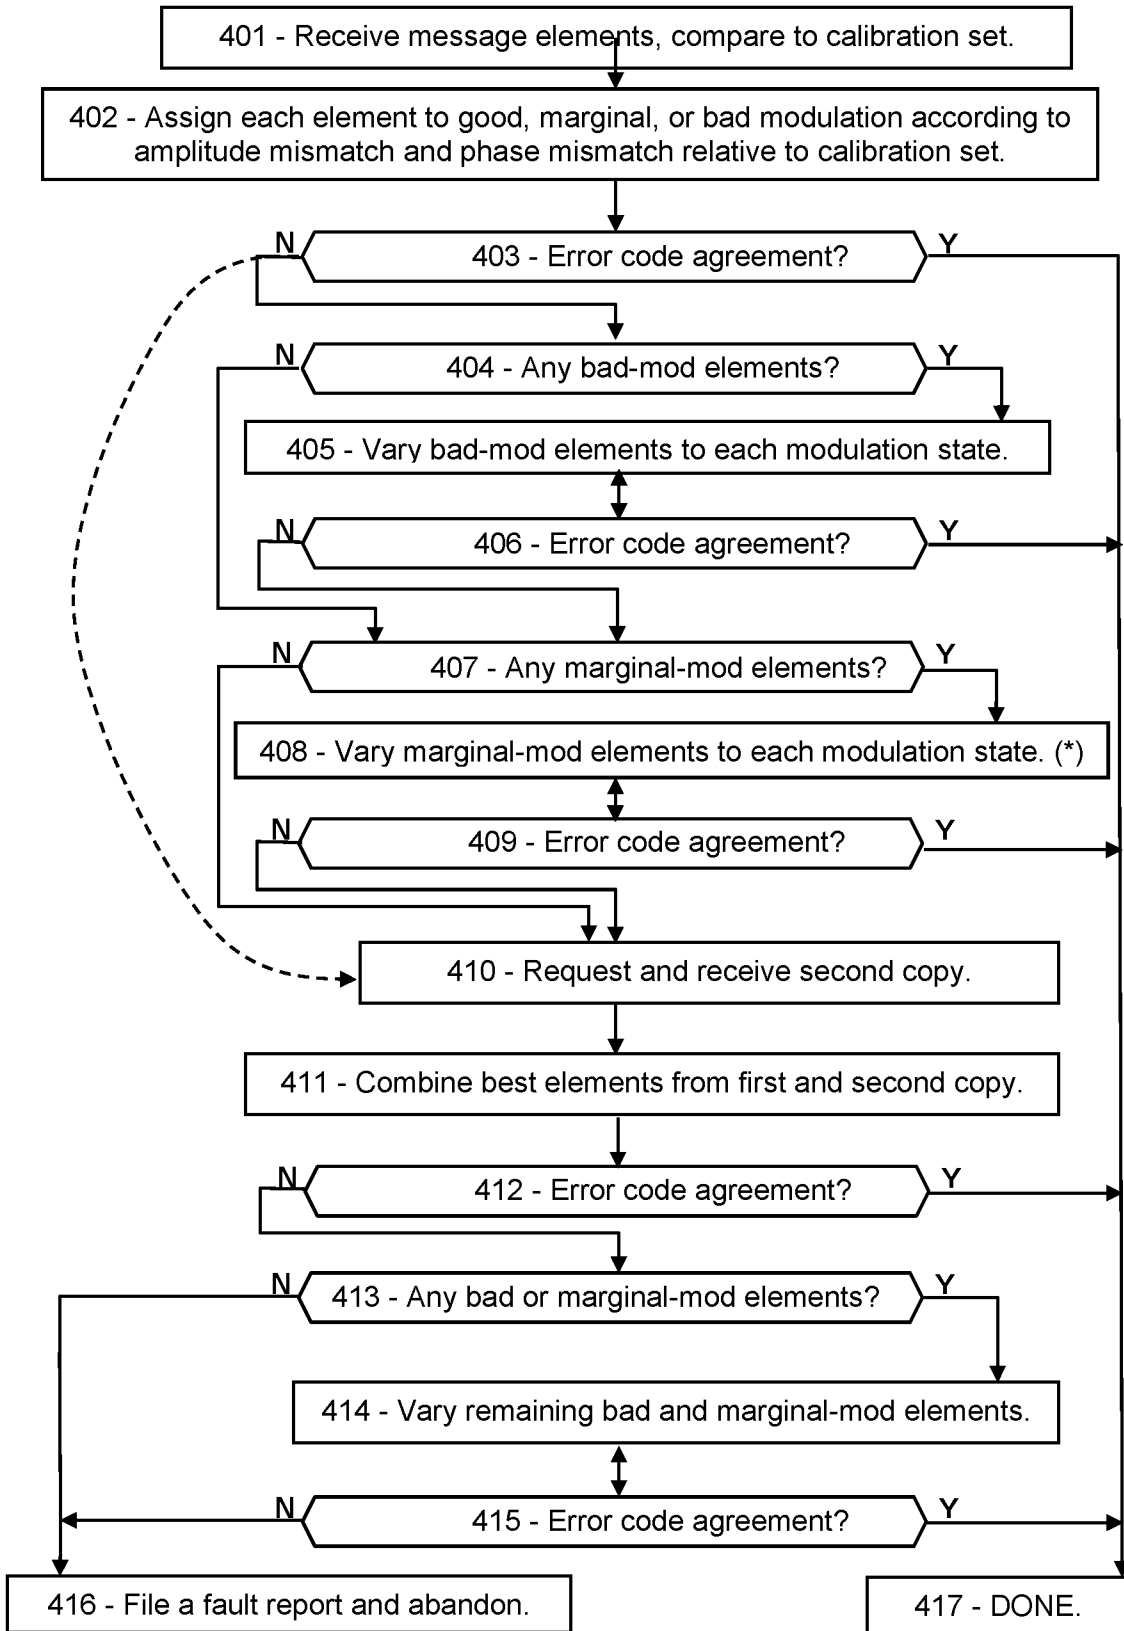 401 - Receive message elements, compare to calibration set.
402 - Assign each element to good, marginal, or bad modulation according to
amplitude mismatch and phase mismatch relative to calibration set.
N
403 - Error code agreement?
Y
N
404 - Any bad-mod elements?
Y
405 - Vary bad-mod elements to each modulation state.
N
406 - Error code agreement?
Y
N
407 - Any marginal-mod elements?
Y
408 - Vary marginal-mod elements to each modulation state. (*)
N
409 - Error code agreement?
Y
410 - Request and receive second copy.
411 - Combine best elements from first and second copy.
N
412 - Error code agreement?
Y
N
413 - Any bad or marginal-mod elements?
Y
414 - Vary remaining bad and marginal-mod elements.
N
415 - Error code agreement?
Y
416 - File a fault report and abandon.
417 - DONE.